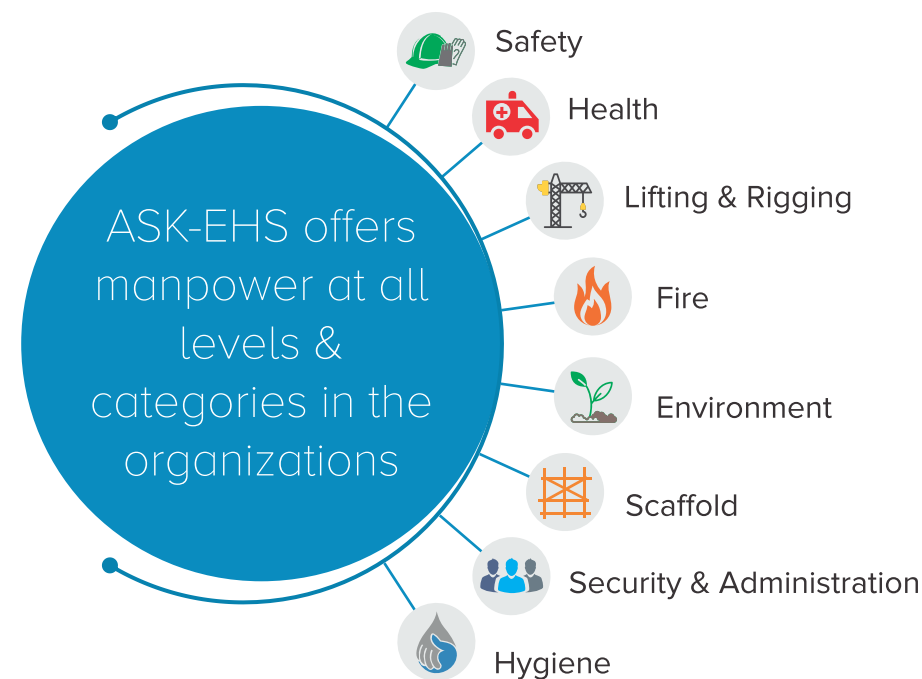 ASK-EHS offers
manpower at all
levels &
categories in the
organizations
Safety
Health
Lifting & Rigging
Fire
Environment
Scaffold
Security & Administration
Hygiene